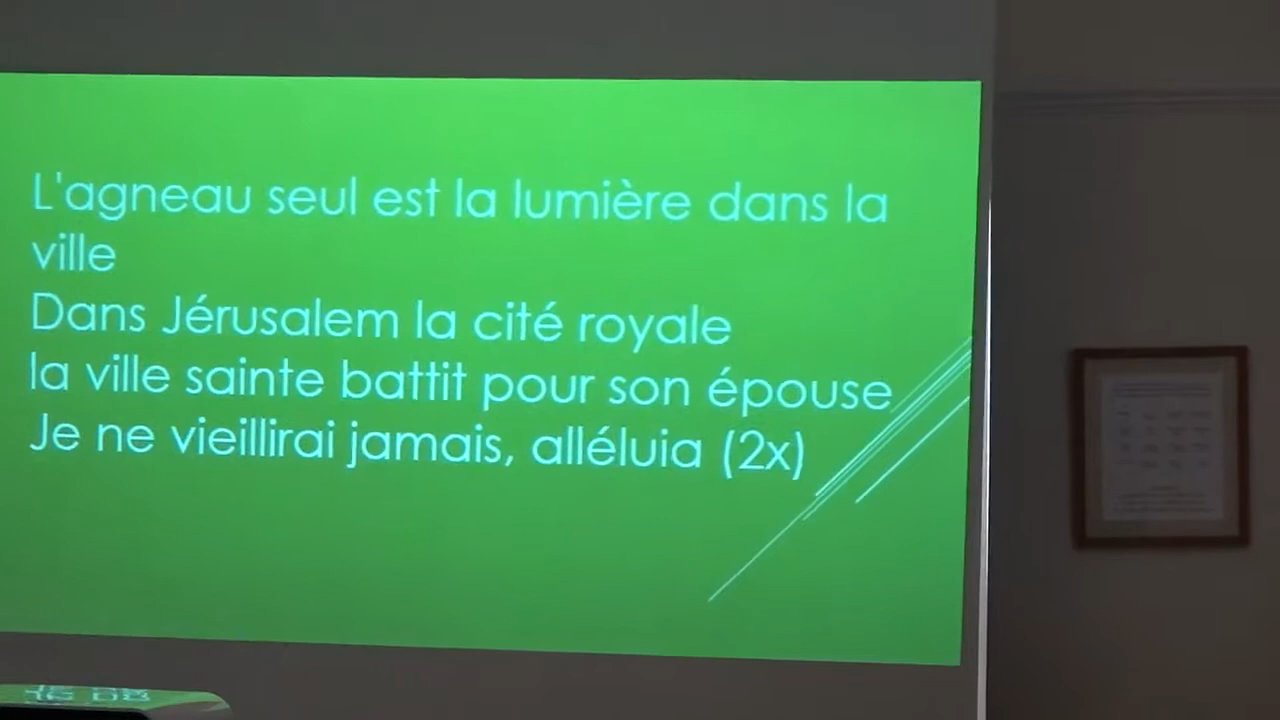 L'agneau seul est la lumière dans la
ville
Dans Jérusalem la cité royale
la ville sainte battit pour son épouse
Je ne vieillirai jamais, alléluia (2x)